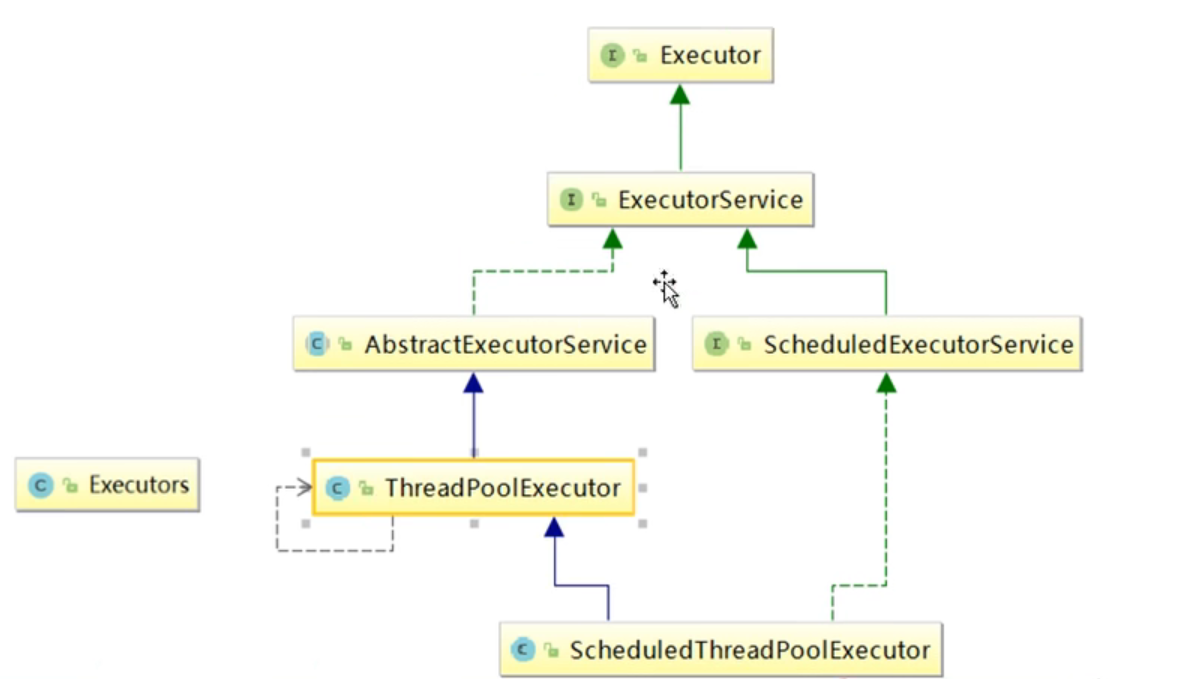 Executor
ExecutorService
AbstractExecutorService
ScheduledExecutorService
Executors
ThreadPoolExecutor
ScheduledThreadPoolExecutor